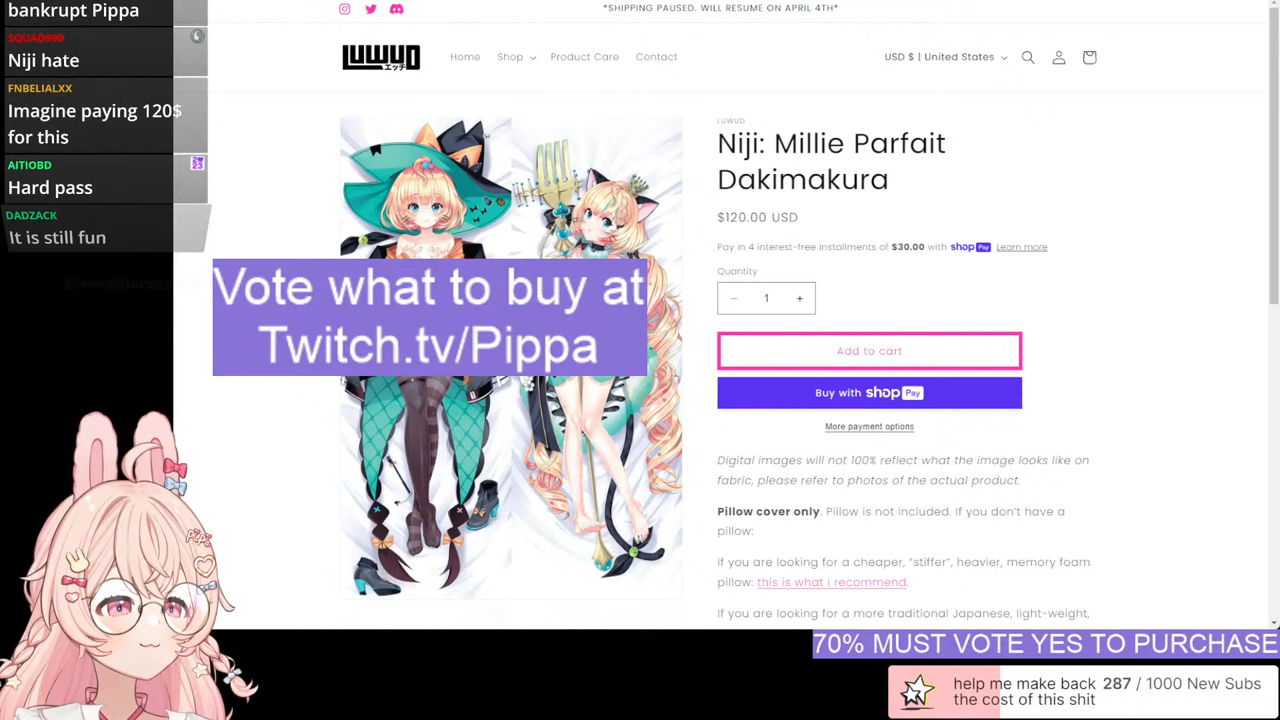 bankrupt Pippa
SQUAD990
Niji hate
FNBELIALXX
Imagine paying 120$
for this
AITIOBD
Hard pass
DADZACK
It is still fun
*SHIPPING PAUSED. WILL RESUME ON APRIL 4TH*
LUWUD
エッチ
Home
Shop
Product Care
Contact
USD $ | United States
LUWUD
Niji: Millie Parfait
Dakimakura
$120.00 USD
Pay in 4 interest-free installments of $30.00 with shop Pay Learn more
Quantity
− 1 +
Add to cart
Buy with shop Pay
More payment options
Digital images will not 100% reflect what the image looks like on
fabric, please refer to photos of the actual product.
Pillow cover only. Pillow is not included. If you don't have a
pillow:
If you are looking for a cheaper, "stiffer", heavier, memory foam
pillow: this is what I recommend.
If you are looking for a more traditional Japanese, light-weight,
Vote what to buy at
Twitch.tv/Pippa
70% MUST VOTE YES TO PURCHASE
help me make back 287 / 1000 New Subs
the cost of this shit